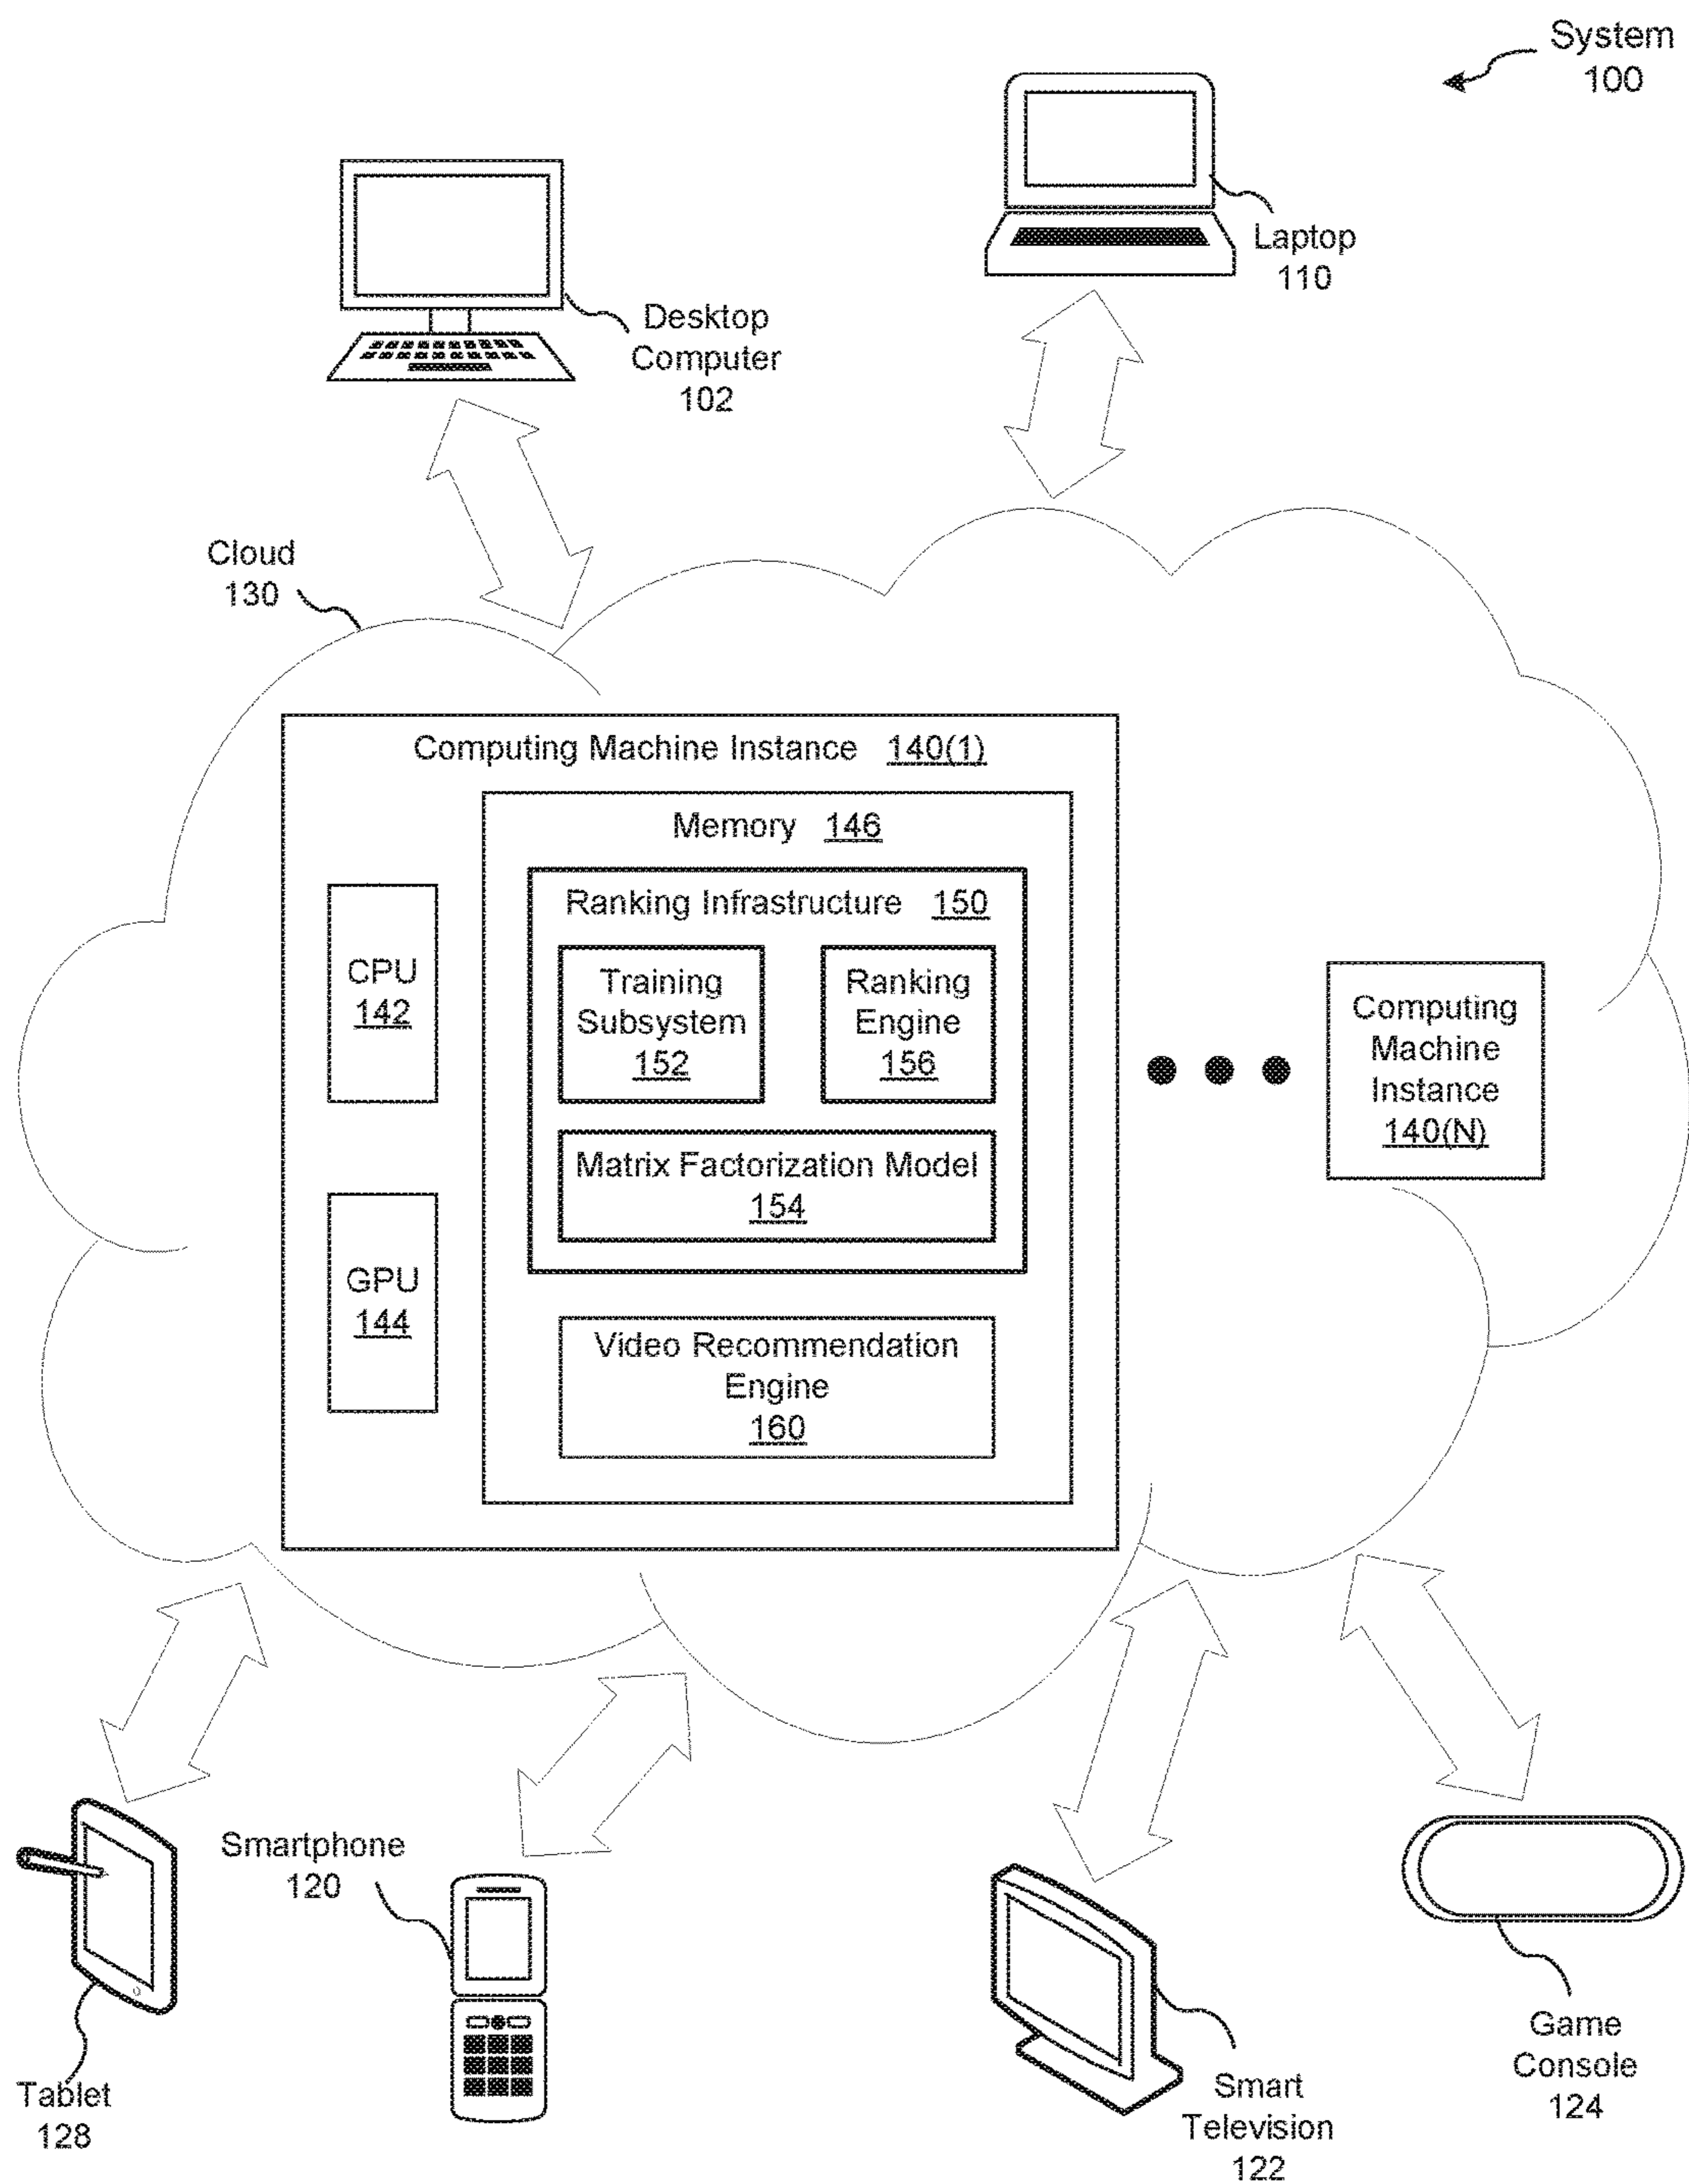 System
100
Laptop
110
Desktop
Computer
102
Cloud
130
Computing Machine Instance 140(1)
Memory 146
Ranking Infrastructure 150
CPU
142
Training
Subsystem
152
Ranking
Engine
156
Computing
Machine
Instance
140(N)
Matrix Factorization Model
154
GPU
144
Video Recommendation
Engine
160
Smartphone
120
Tablet
128
Smart
Television
122
Game
Console
124